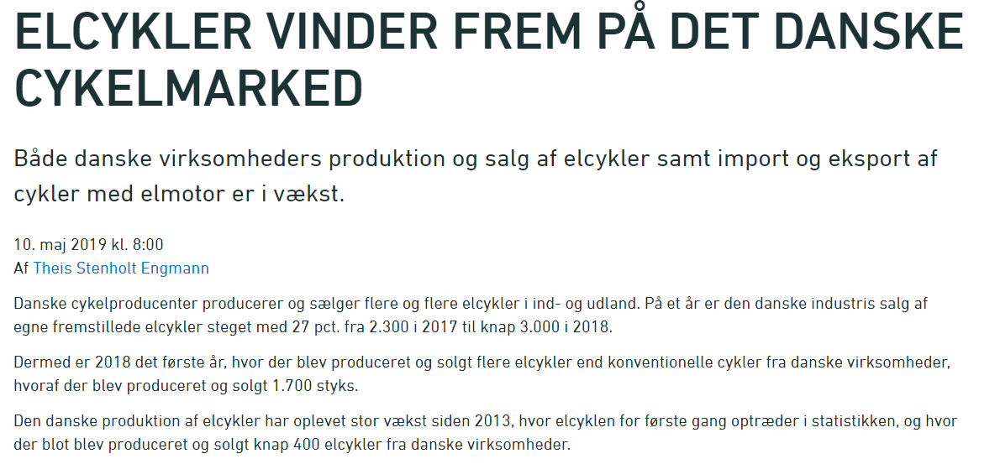 ELCYKLER VINDER FREM PÅ DET DANSKE
CYKELMARKED
Både danske virksomheders produktion og salg af elcykler samt import og eksport af
cykler med elmotor er i vækst.
10. maj 2019 kl. 8:00
Af Theis Stenholt Engmann
Danske cykelproducenter producerer og sælger flere og flere elcykler i ind- og udland. På et år er den danske industris salg af
egne fremstillede elcykler steget med 27 pct. fra 2.300 i 2017 til knap 3.000 i 2018.
Dermed er 2018 det første år, hvor der blev produceret og solgt flere elcykler end konventionelle cykler fra danske virksomheder,
hvoraf der blev produceret og solgt 1.700 styks.
Den danske produktion af elcykler har oplevet stor vækst siden 2013, hvor elcyklen for første gang optræder i statistikken, og hvor
der blot blev produceret og solgt knap 400 elcykler fra danske virksomheder.